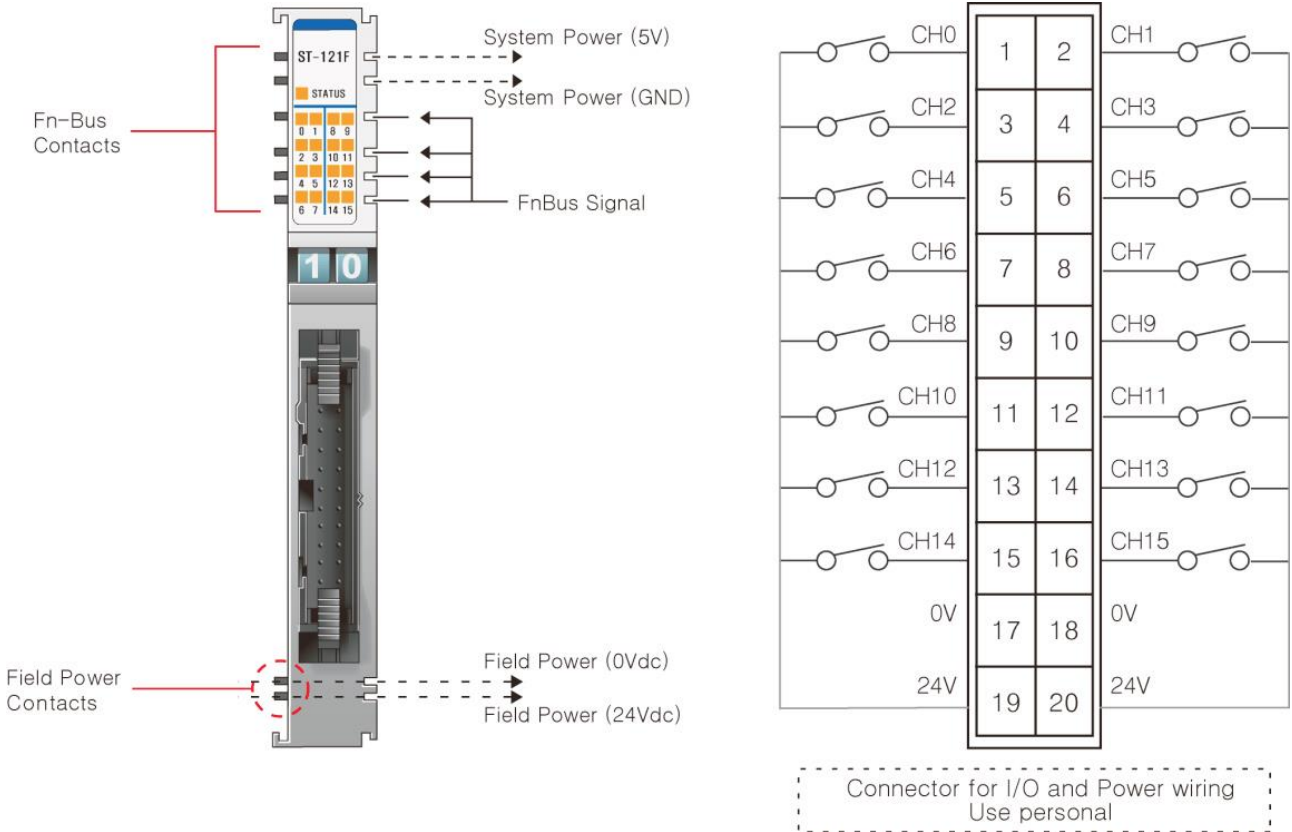 ST-121F
STATUS
0 1 8 9
2 3 10 11
4 5 12 13
6 7 14 15
10
System Power (5V)
System Power (GND)
Fn-Bus
Contacts
FnBus Signal
Field Power
Contacts
Field Power (0Vdc)
Field Power (24Vdc)
CH0 1 2 CH1
CH2 3 4 CH3
CH4 5 6 CH5
CH6 7 8 CH7
CH8 9 10 CH9
CH10 11 12 CH11
CH12 13 14 CH13
CH14 15 16 CH15
0V 17 18 0V
24V 19 20 24V
Connector for I/O and Power wiring
Use personal